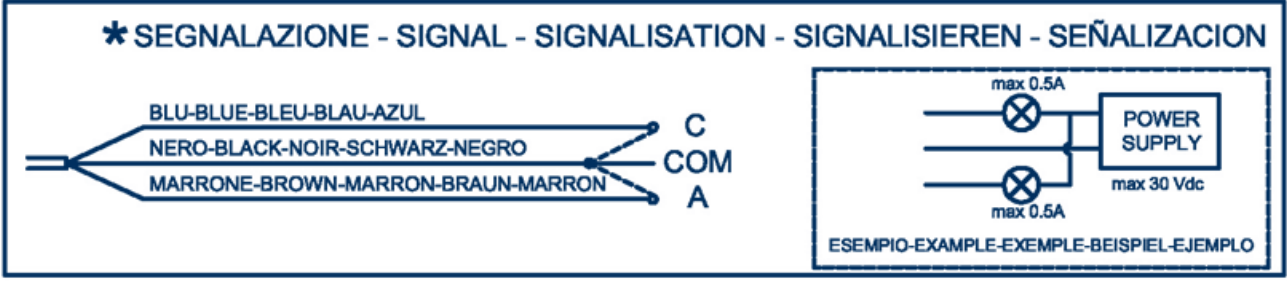 * SEGNALAZIONE - SIGNAL - SIGNALISATION - SIGNALISIEREN - SEÑALIZACION
BLU-BLUE-BLEU-BLAU-AZUL
C
NERO-BLACK-NOIR-SCHWARZ-NEGRO
COM
MARRONE-BROWN-MARRON-BRAUN-MARRON
A
max 0.5A
POWER
SUPPLY
max 30 Vdc
max 0.5A
ESEMPIO-EXAMPLE-EXEMPLE-BEISPIEL-EJEMPLO